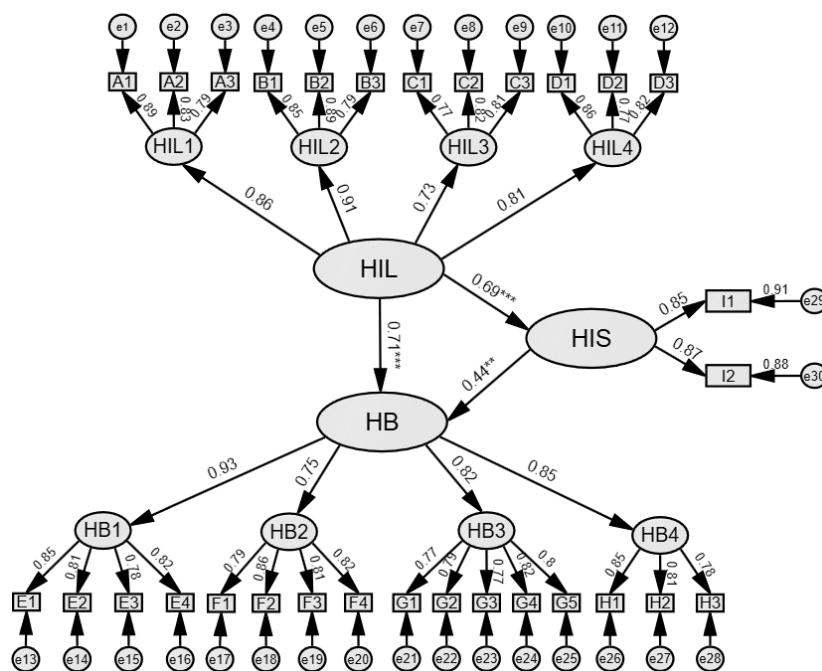 e1 e2 e3 e4 e5 e6 e7 e8 e9 e10 e11 e12
A1 A2 A3 B1 B2 B3 C1 C2 C3 D1 D2 D3
0.89 0.83 0.79 0.85 0.89 0.79 0.77 0.82 0.81 0.86 0.77 0.82
HIL1 HIL2 HIL3 HIL4
0.86 0.91 0.73 0.81
HIL
0.69***
0.85 I1 0.91 e29
HIS
0.71***
0.87 I2 0.88 e30
0.44**
HB
0.93 0.75 0.82 0.85
HB1 HB2 HB3 HB4
0.85 0.81 0.78 0.82 0.79 0.86 0.81 0.82 0.77 0.79 0.77 0.82 0.8 0.85 0.81 0.78
E1 E2 E3 E4 F1 F2 F3 F4 G1 G2 G3 G4 G5 H1 H2 H3
e13 e14 e15 e16 e17 e18 e19 e20 e21 e22 e23 e24 e25 e26 e27 e28